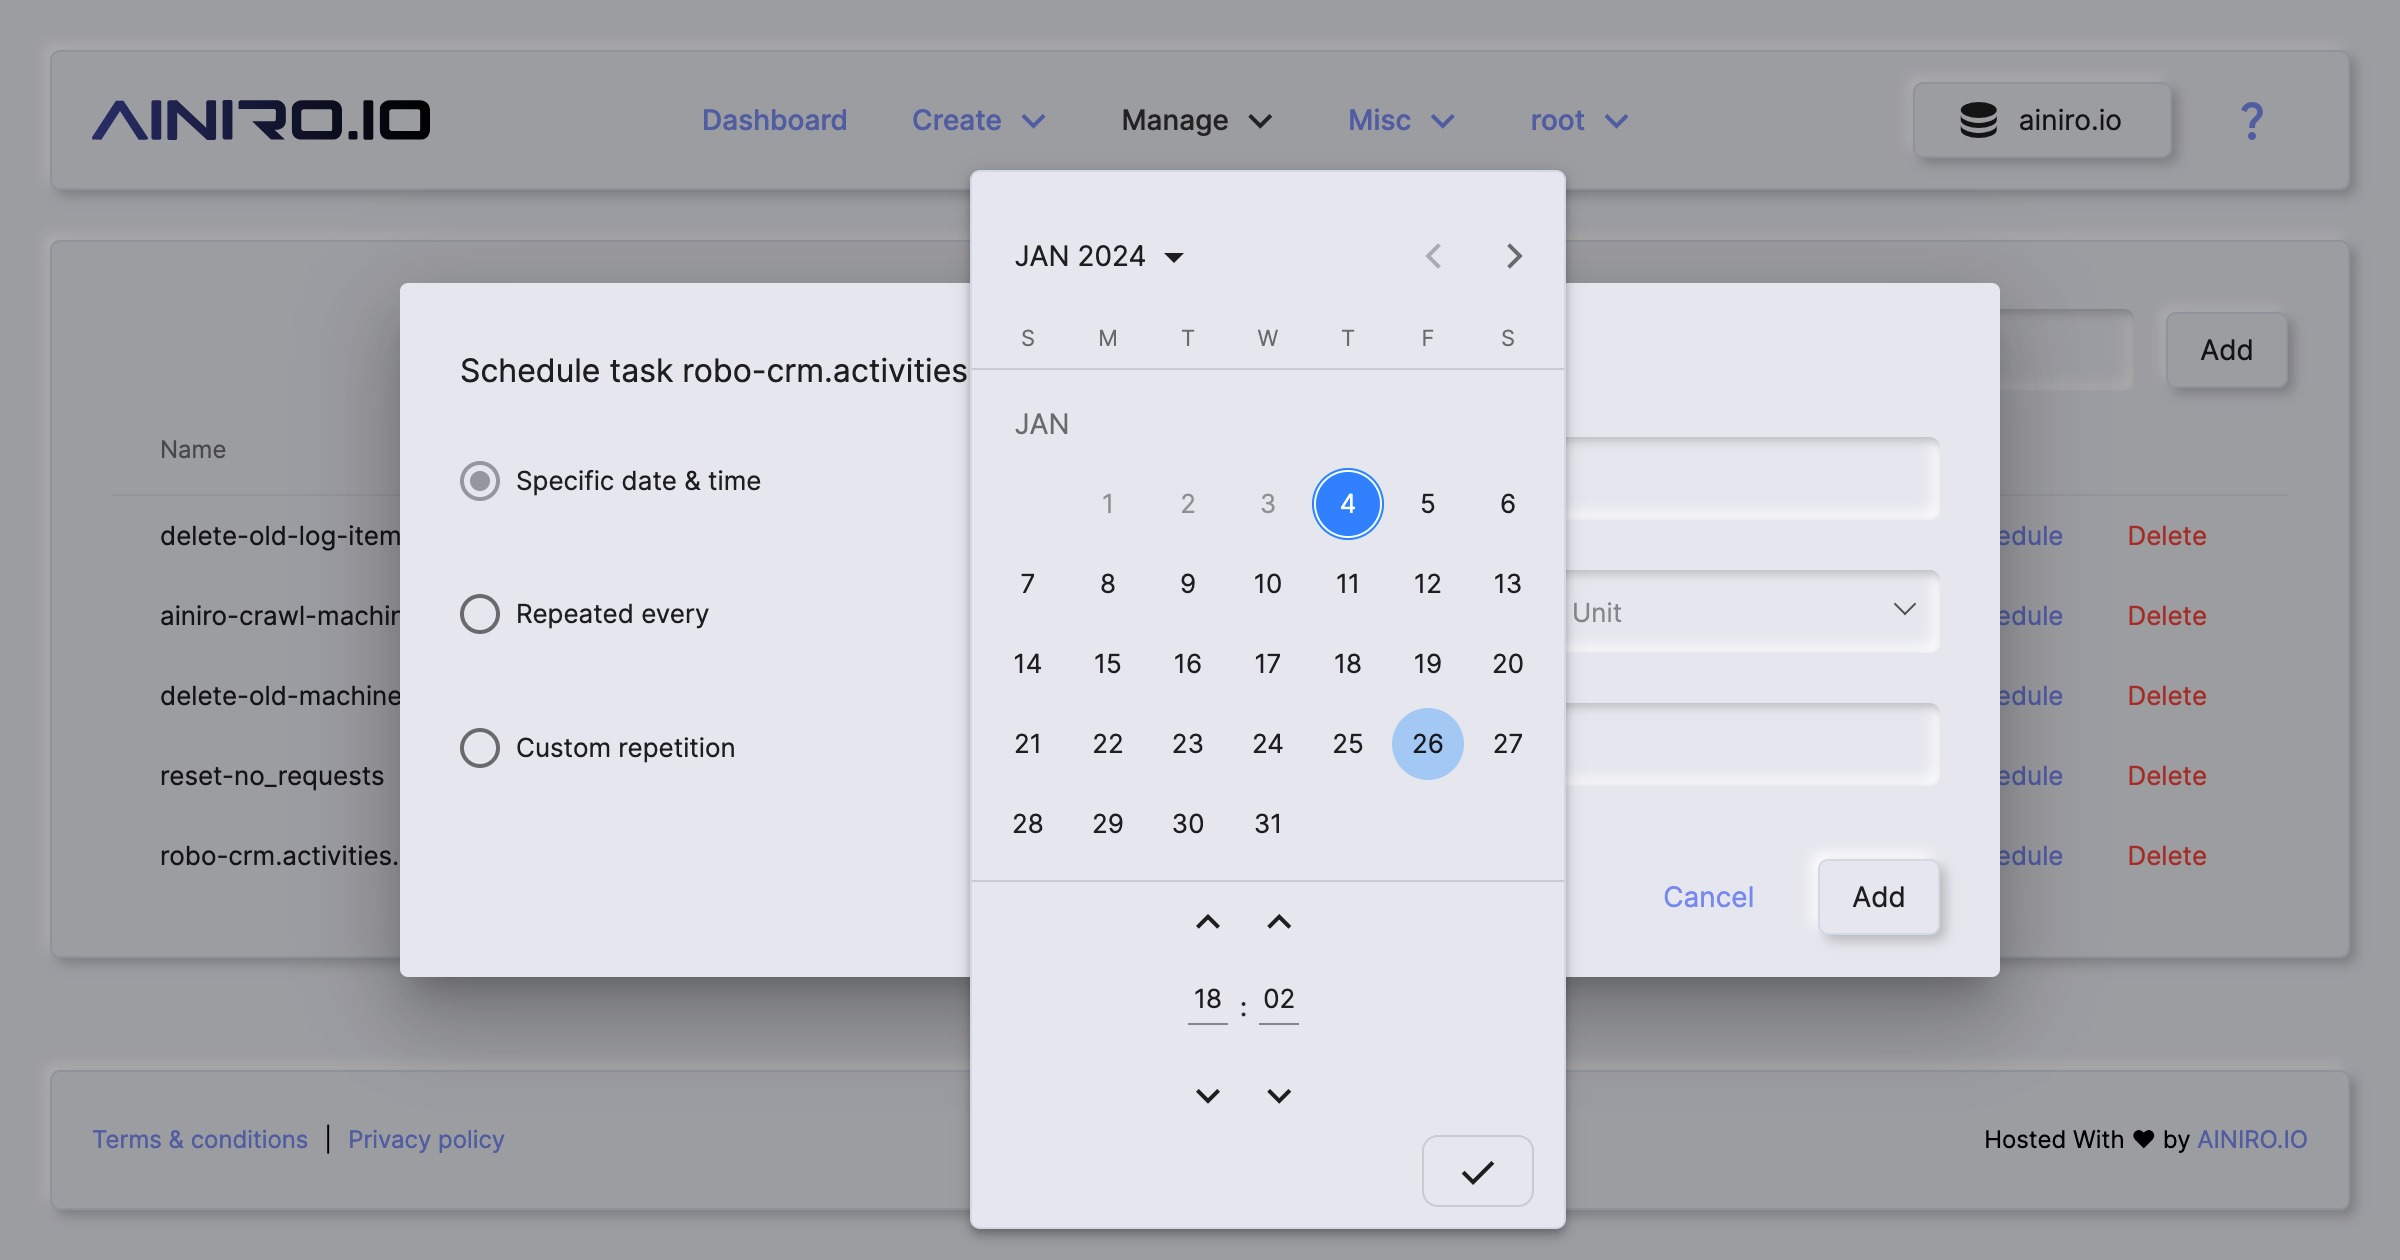 AINIRO.IO
Dashboard Create Manage Misc root
ainiro.io ?
JAN 2024
S M T W T F S
JAN
1 2 3 4 5 6
7 8 9 10 11 12 13
14 15 16 17 18 19 20
21 22 23 24 25 26 27
28 29 30 31
18 : 02
Schedule task robo-crm.activities
Specific date & time
Repeated every
Unit
Custom repetition
Cancel Add
Add
Name
delete-old-log-item
edule Delete
ainiro-crawl-machin
edule Delete
delete-old-machine
edule Delete
reset-no_requests
edule Delete
robo-crm.activities.
edule Delete
Terms & conditions | Privacy policy
Hosted With ♥ by AINIRO.IO